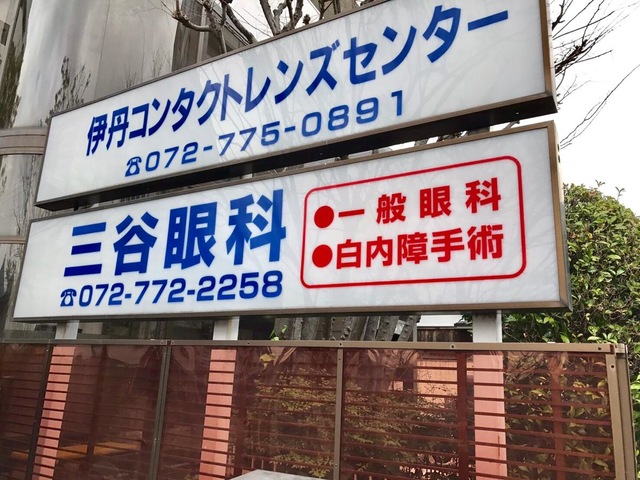 伊丹コンタクトレンズセンター
☎072-775-0891
三谷眼科
☎072-772-2258
●一般眼科
●白内障手術